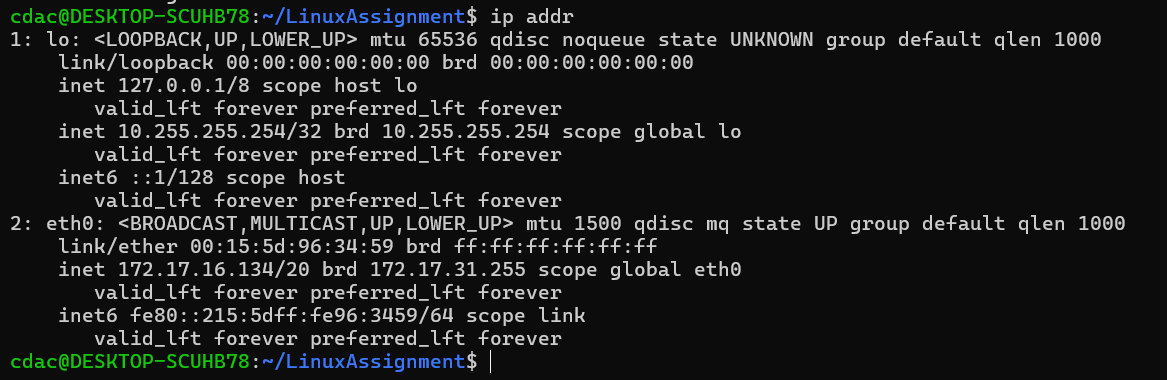 cdac@DESKTOP-SCUHB78:~/LinuxAssignment$ ip addr
1: lo: <LOOPBACK,UP,LOWER_UP> mtu 65536 qdisc noqueue state UNKNOWN group default qlen 1000
    link/loopback 00:00:00:00:00:00 brd 00:00:00:00:00:00
    inet 127.0.0.1/8 scope host lo
       valid_lft forever preferred_lft forever
    inet 10.255.255.254/32 brd 10.255.255.254 scope global lo
       valid_lft forever preferred_lft forever
    inet6 ::1/128 scope host
       valid_lft forever preferred_lft forever
2: eth0: <BROADCAST,MULTICAST,UP,LOWER_UP> mtu 1500 qdisc mq state UP group default qlen 1000
    link/ether 00:15:5d:96:34:59 brd ff:ff:ff:ff:ff:ff
    inet 172.17.16.134/20 brd 172.17.31.255 scope global eth0
       valid_lft forever preferred_lft forever
    inet6 fe80::215:5dff:fe96:3459/64 scope link
       valid_lft forever preferred_lft forever
cdac@DESKTOP-SCUHB78:~/LinuxAssignment$